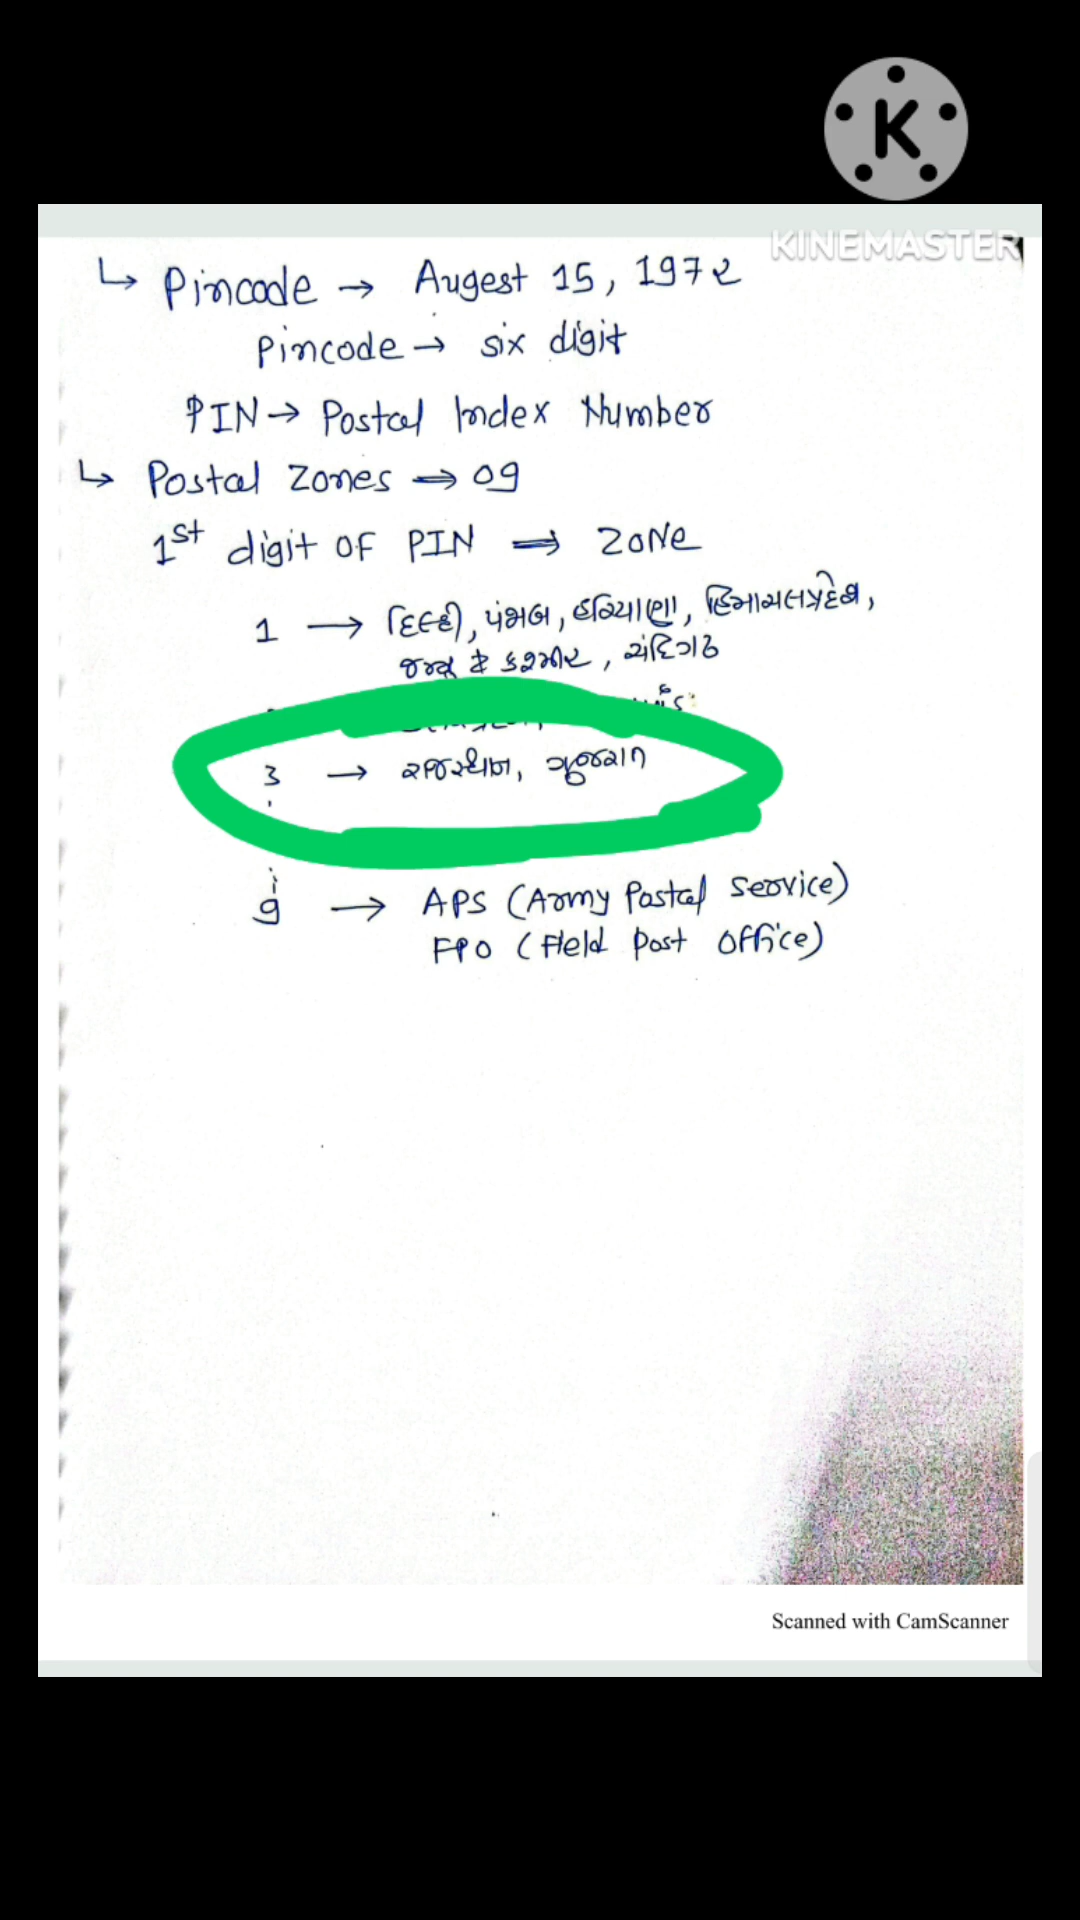 K
KINEMASTER
↳ Pincode → Augest 15, 197૨
Pincode → six digit
PIN → Postal Index Number
↳ Postal Zones ⇒ 09
1st digit OF PIN ⇒ ZONe
1 → દિલ્હી, પંજાબ, હરિયાણા, હિમાચલપ્રદેશ,
જમ્મુ ને કશ્મીર, ચંદિગઢ
3 → રાજસ્થાન, ગુજરાત
9 → APS (Army Postal Service)
FPO (Field Post Office)
Scanned with CamScanner